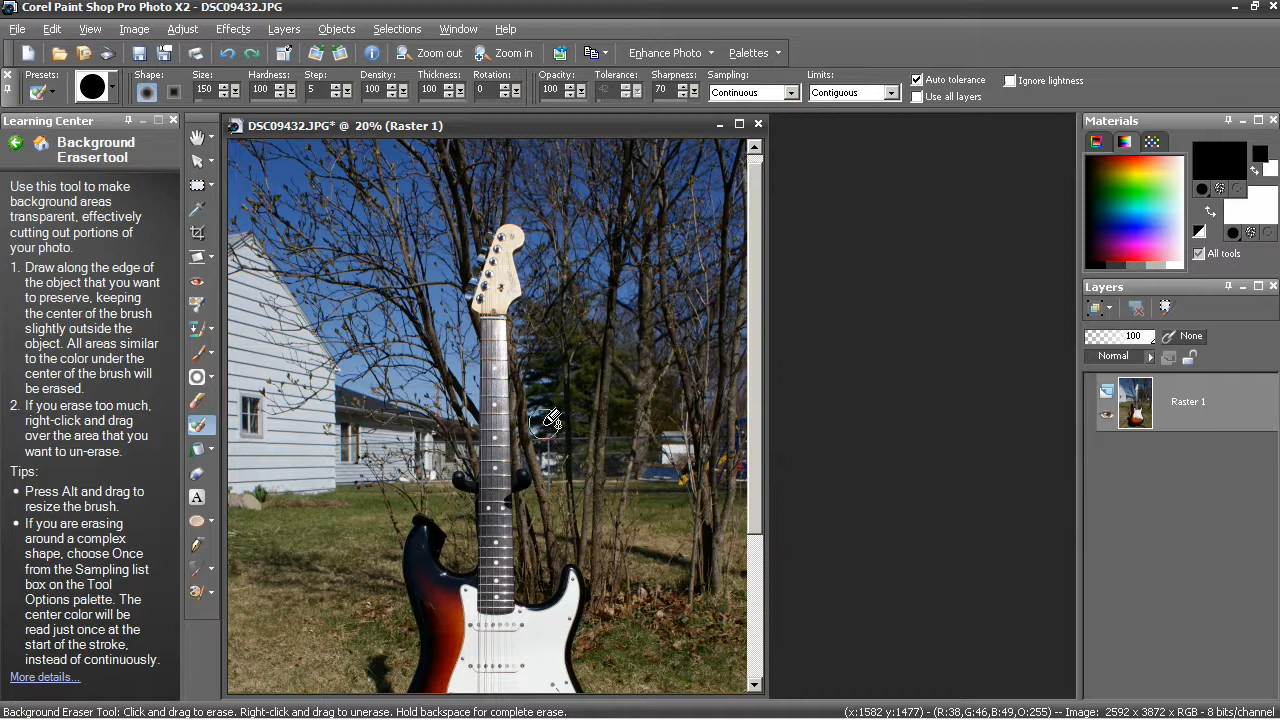 Corel Paint Shop Pro Photo X2 - DSC09432.JPG
File Edit View Image Adjust Effects Layers Objects Selections Window Help
Zoom out Zoom in Enhance Photo Palettes
Presets: Shape: Size: Hardness: Step: Density: Thickness: Rotation: Opacity: Tolerance: Sharpness: Sampling: Limits:
150 100 5 100 100 0 100 42 70 Continuous Contiguous
Auto tolerance
Ignore lightness
Use all layers
Learning Center
Background
Eraser tool
Use this tool to make
background areas
transparent, effectively
cutting out portions of
your photo.
1. Draw along the edge of
the object that you want
to preserve, keeping
the center of the brush
slightly outside the
object. All areas similar
to the color under the
center of the brush will
be erased.
2. If you erase too much,
right-click and drag
over the area that you
want to un-erase.
Tips:
• Press Alt and drag to
resize the brush.
• If you are erasing
around a complex
shape, choose Once
from the Sampling list
box on the Tool
Options palette. The
center color will be
read just once at the
start of the stroke,
instead of continuously.
More details...
A
DSC09432.JPG* @ 20% (Raster 1)
Materials
All tools
Layers
100 None
Normal
Raster 1
Background Eraser Tool: Click and drag to erase. Right-click and drag to unerase. Hold backspace for complete erase.
(x:1582 y:1477) - (R:38,G:46,B:49,O:255) -- Image: 2592 x 3872 x RGB - 8 bits/channel